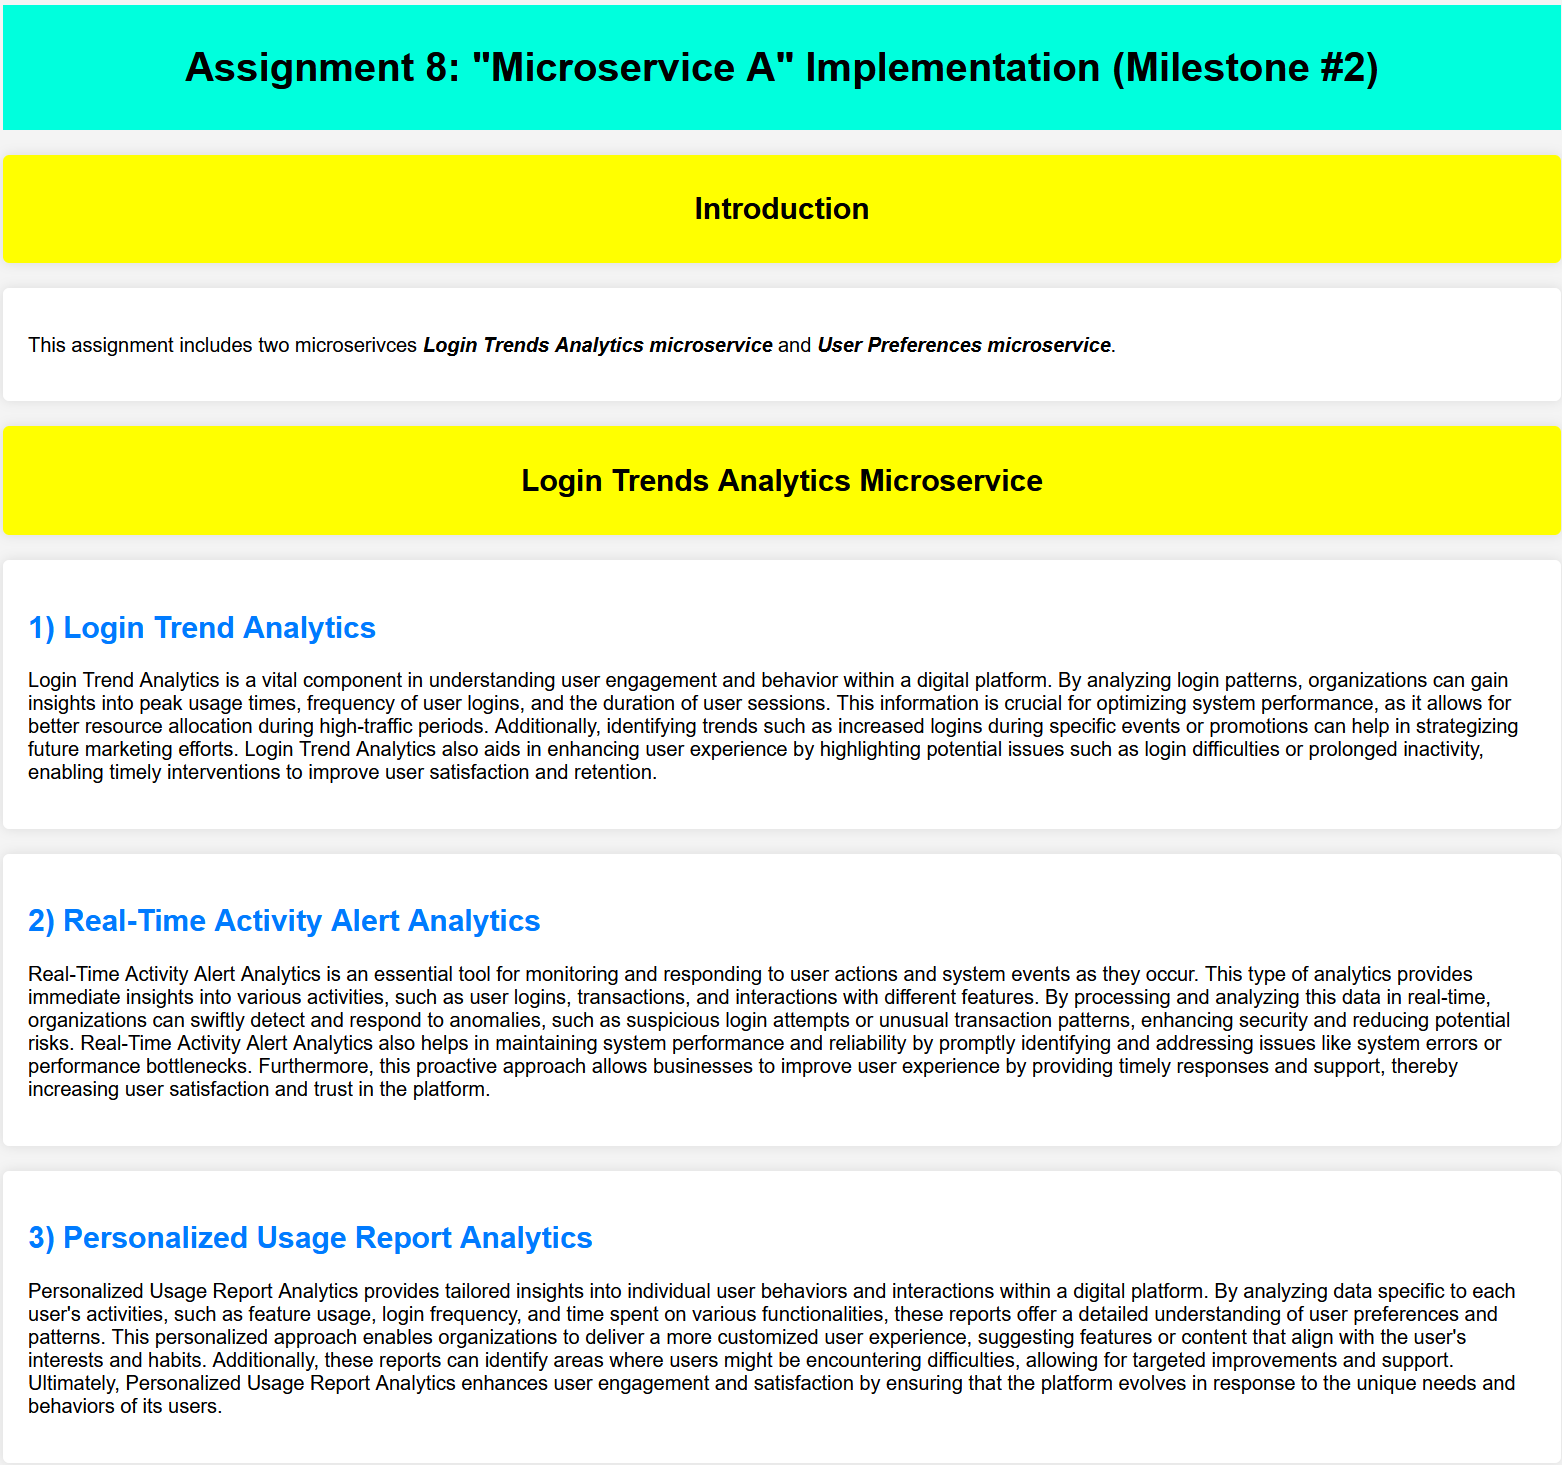 Assignment 8: "Microservice A" Implementation (Milestone #2)
Introduction
This assignment includes two microserivces Login Trends Analytics microservice and User Preferences microservice.
Login Trends Analytics Microservice
1) Login Trend Analytics
Login Trend Analytics is a vital component in understanding user engagement and behavior within a digital platform. By analyzing login patterns, organizations can gain
insights into peak usage times, frequency of user logins, and the duration of user sessions. This information is crucial for optimizing system performance, as it allows for
better resource allocation during high-traffic periods. Additionally, identifying trends such as increased logins during specific events or promotions can help in strategizing
future marketing efforts. Login Trend Analytics also aids in enhancing user experience by highlighting potential issues such as login difficulties or prolonged inactivity,
enabling timely interventions to improve user satisfaction and retention.
2) Real-Time Activity Alert Analytics
Real-Time Activity Alert Analytics is an essential tool for monitoring and responding to user actions and system events as they occur. This type of analytics provides
immediate insights into various activities, such as user logins, transactions, and interactions with different features. By processing and analyzing this data in real-time,
organizations can swiftly detect and respond to anomalies, such as suspicious login attempts or unusual transaction patterns, enhancing security and reducing potential
risks. Real-Time Activity Alert Analytics also helps in maintaining system performance and reliability by promptly identifying and addressing issues like system errors or
performance bottlenecks. Furthermore, this proactive approach allows businesses to improve user experience by providing timely responses and support, thereby
increasing user satisfaction and trust in the platform.
3) Personalized Usage Report Analytics
Personalized Usage Report Analytics provides tailored insights into individual user behaviors and interactions within a digital platform. By analyzing data specific to each
user's activities, such as feature usage, login frequency, and time spent on various functionalities, these reports offer a detailed understanding of user preferences and
patterns. This personalized approach enables organizations to deliver a more customized user experience, suggesting features or content that align with the user's
interests and habits. Additionally, these reports can identify areas where users might be encountering difficulties, allowing for targeted improvements and support.
Ultimately, Personalized Usage Report Analytics enhances user engagement and satisfaction by ensuring that the platform evolves in response to the unique needs and
behaviors of its users.